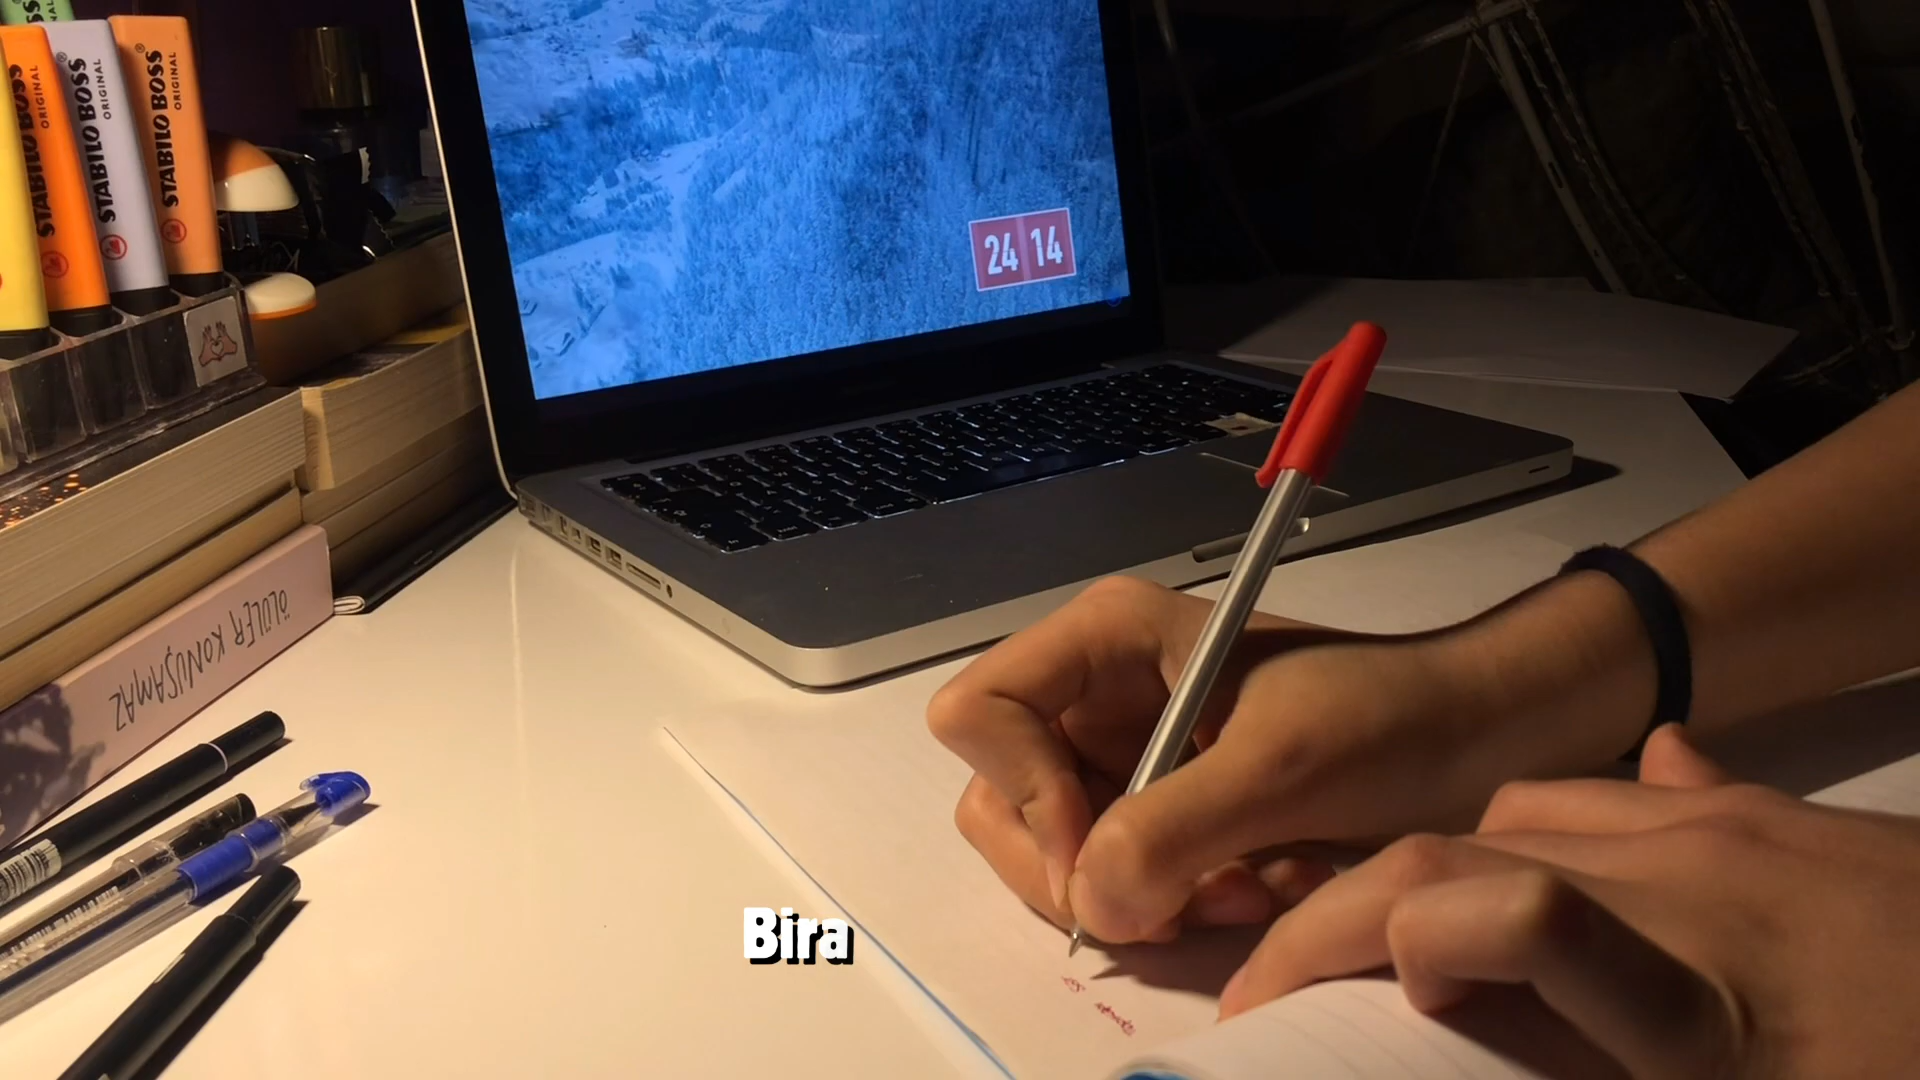 STABILO BOSS ORIGINAL
STABILO BOSS ORIGINAL
STABILO BOSS ORIGINAL
24 14
ÖLÜLER KONUŞAMAZ
Bira